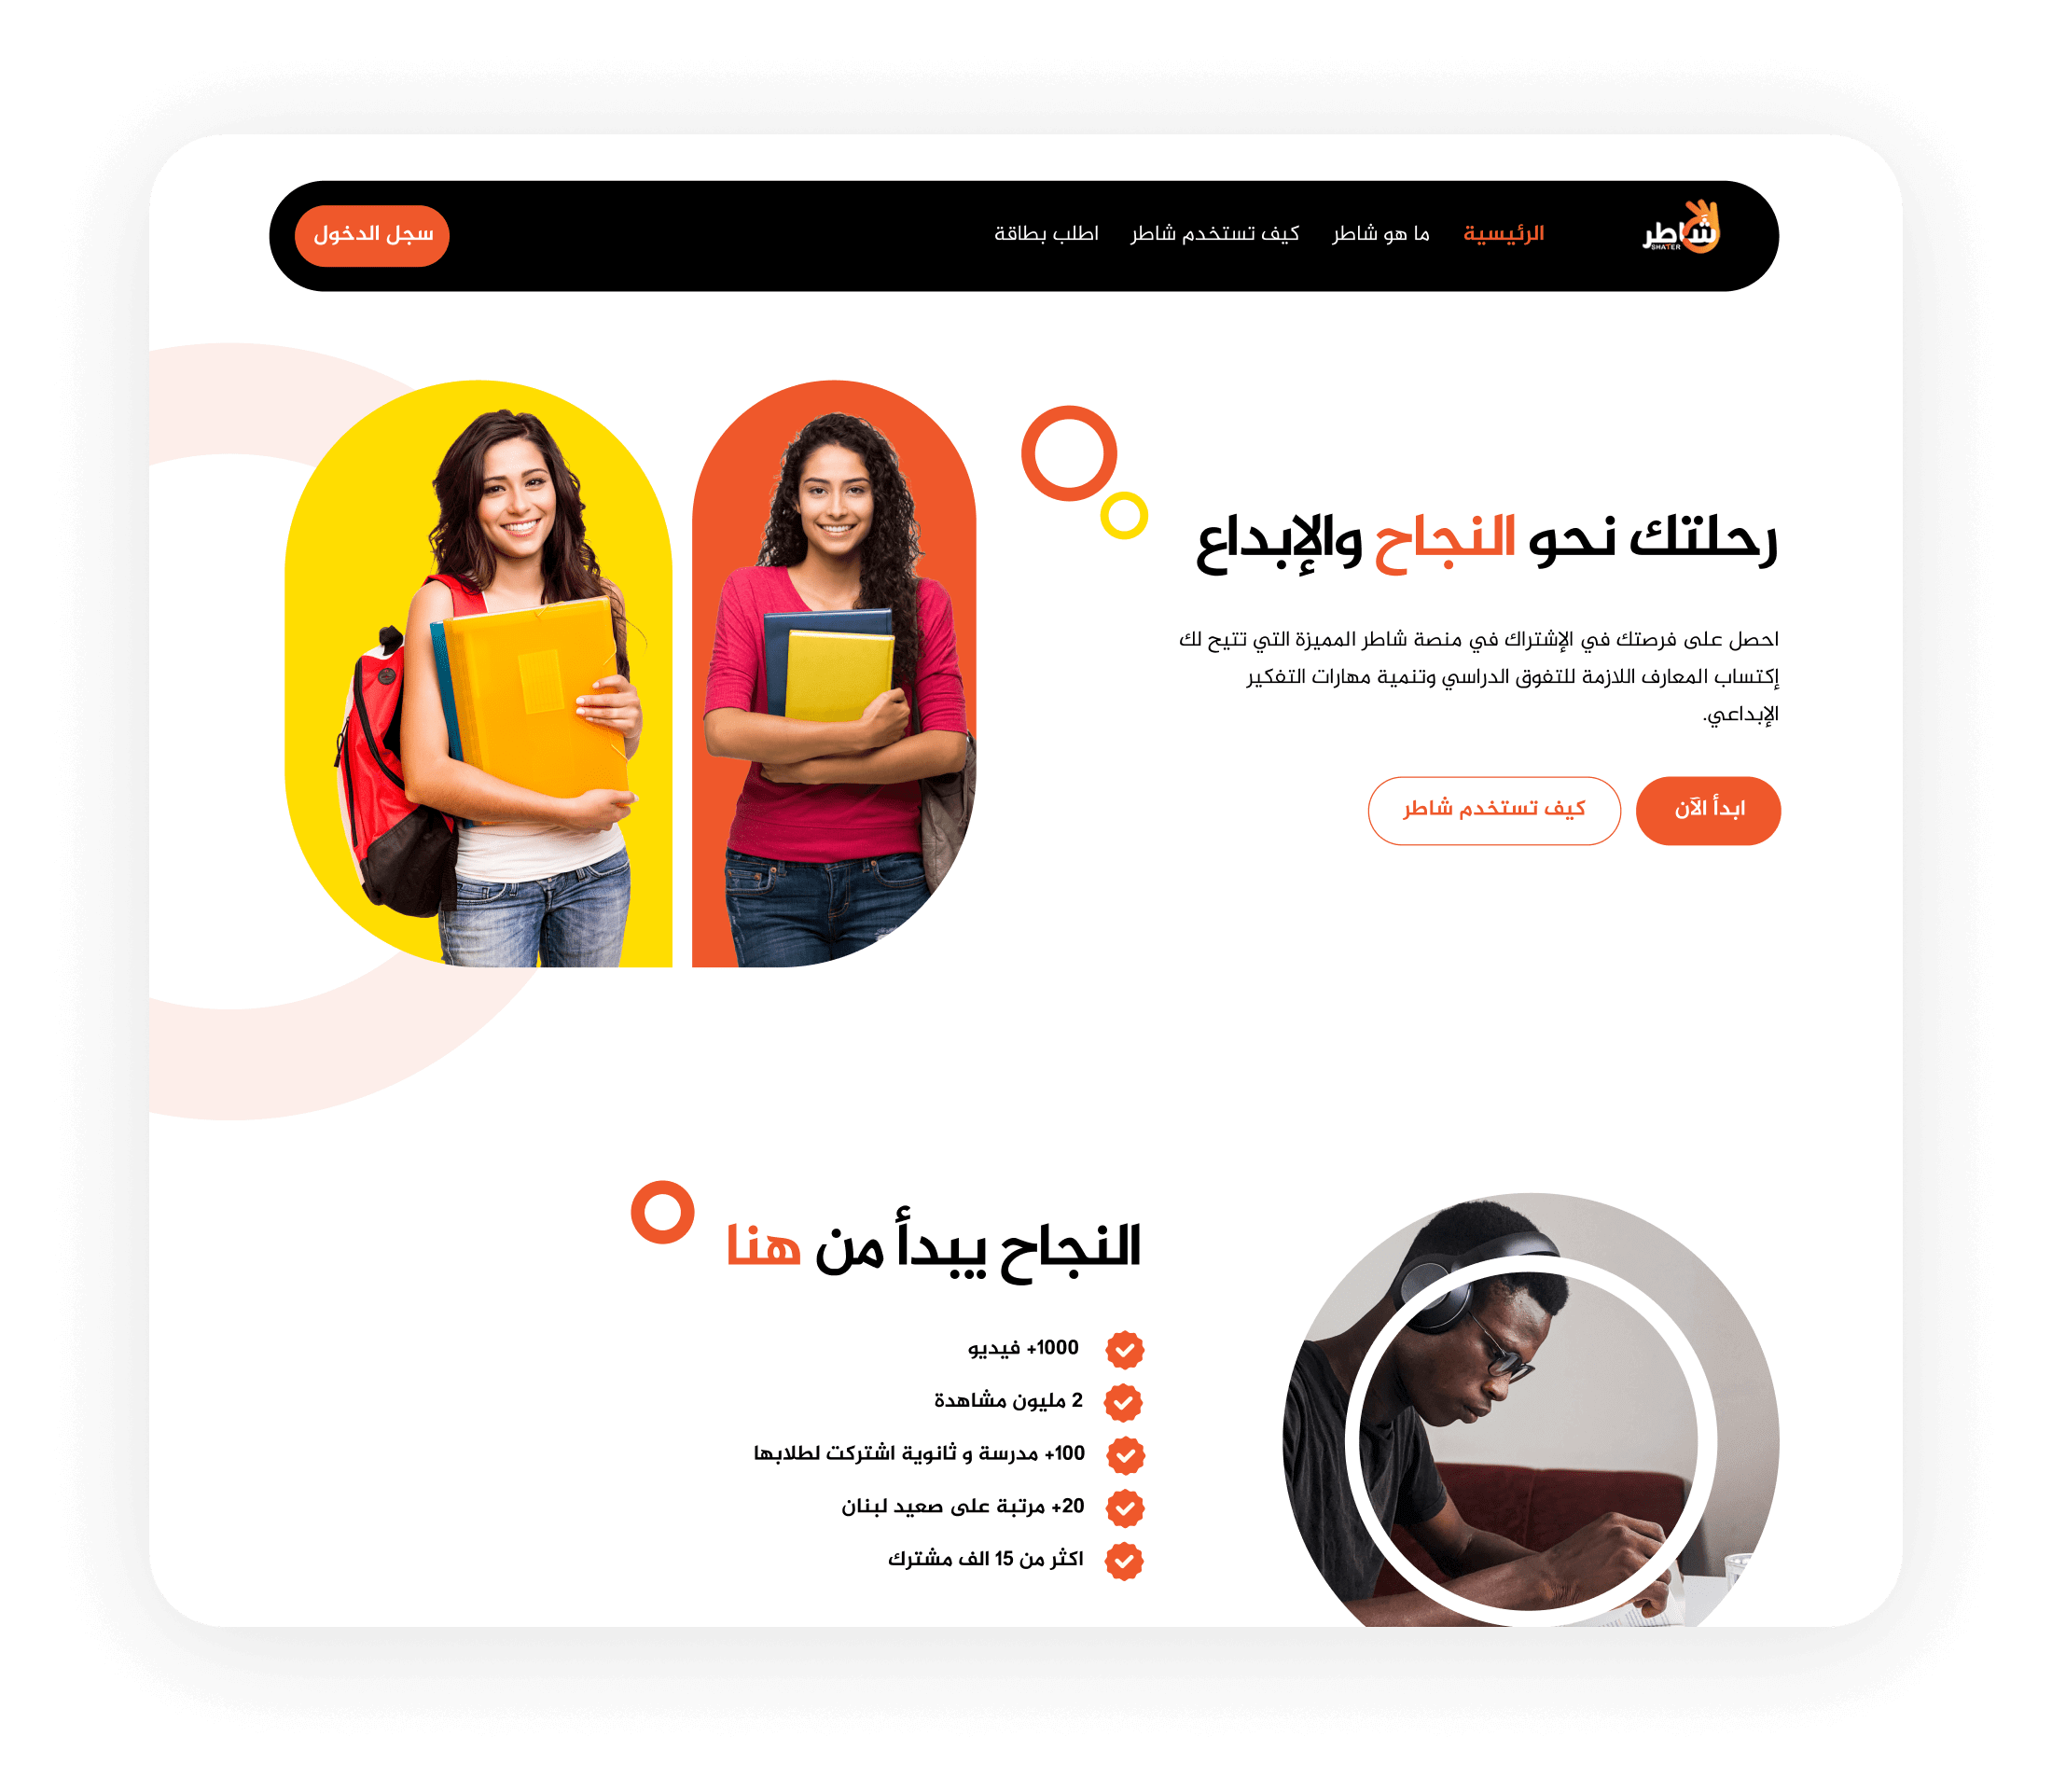 شاطر
SHATER
الرئيسية
ما هو شاطر
كيف تستخدم شاطر
اطلب بطاقة
سجل الدخول
رحلتك نحو النجاح والإبداع
احصل على فرصتك في الإشتراك في منصة شاطر المميزة التي تتيح لك
إكتساب المعارف اللازمة للتفوق الدراسي وتنمية مهارات التفكير
الإبداعي.
ابدأ الآن
كيف تستخدم شاطر
النجاح يبدأ من هنا
1000+ فيديو
2 مليون مشاهدة
100+ مدرسة و ثانوية اشتركت لطلابها
20+ مرتبة على صعيد لبنان
اكثر من 15 الف مشترك